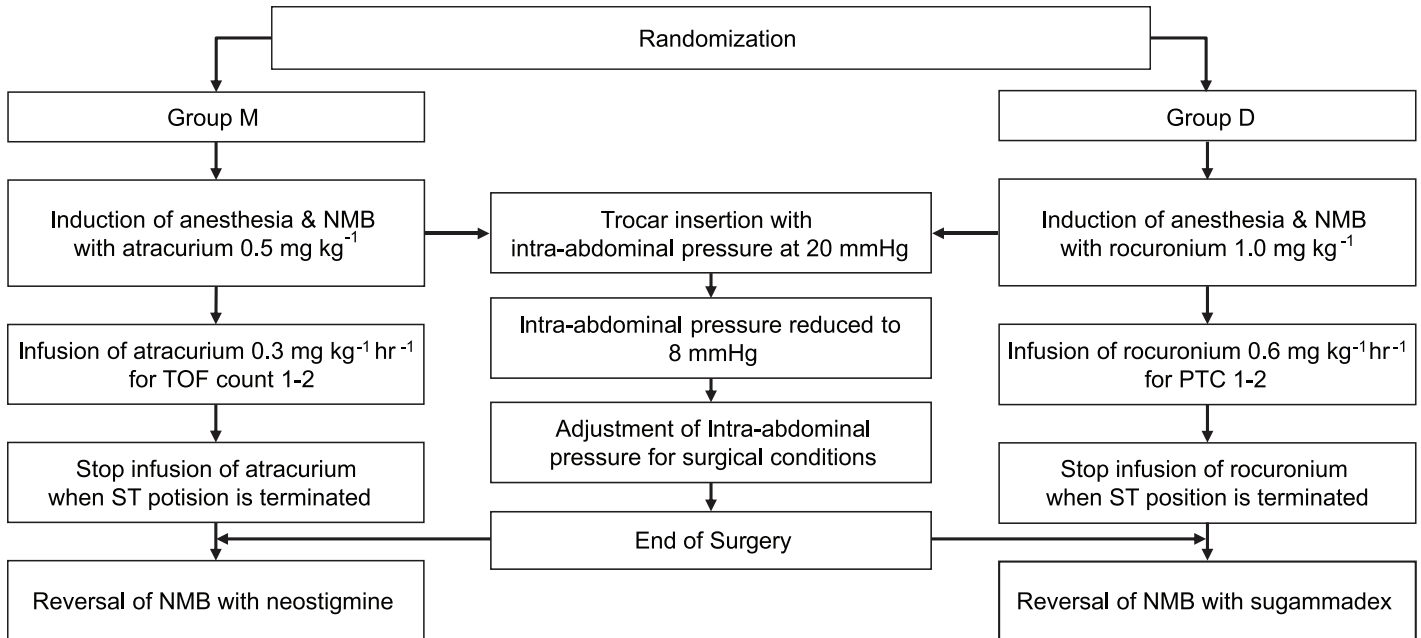 Randomization
Group M
Group D
Induction of anesthesia & NMB
with atracurium 0.5 mg kg⁻¹
Trocar insertion with
intra-abdominal pressure at 20 mmHg
Induction of anesthesia & NMB
with rocuronium 1.0 mg kg⁻¹
Infusion of atracurium 0.3 mg kg⁻¹ hr⁻¹
for TOF count 1-2
Intra-abdominal pressure reduced to
8 mmHg
Infusion of rocuronium 0.6 mg kg⁻¹hr⁻¹
for PTC 1-2
Stop infusion of atracurium
when ST potision is terminated
Adjustment of Intra-abdominal
pressure for surgical conditions
Stop infusion of rocuronium
when ST position is terminated
End of Surgery
Reversal of NMB with neostigmine
Reversal of NMB with sugammadex